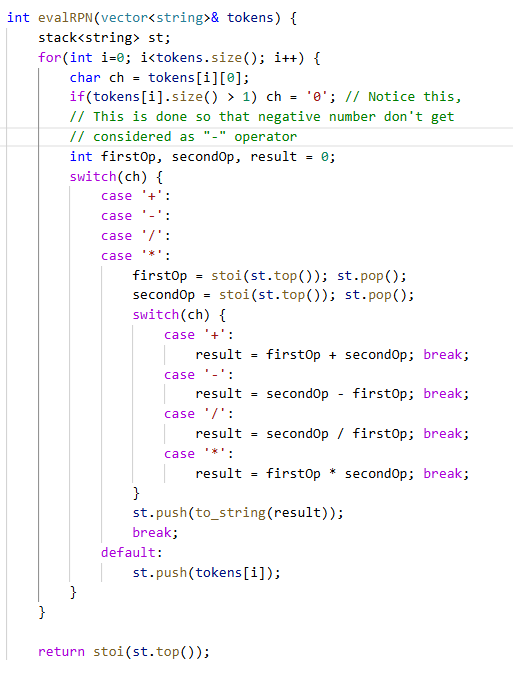 int evalRPN(vector<string>& tokens) {
    stack<string> st;
    for(int i=0; i<tokens.size(); i++) {
        char ch = tokens[i][0];
        if(tokens[i].size() > 1) ch = '0'; // Notice this,
        // This is done so that negative number don't get
        // considered as "-" operator
        int firstOp, secondOp, result = 0;
        switch(ch) {
            case '+':
            case '-':
            case '/':
            case '*':
                firstOp = stoi(st.top()); st.pop();
                secondOp = stoi(st.top()); st.pop();
                switch(ch) {
                    case '+':
                        result = firstOp + secondOp; break;
                    case '-':
                        result = secondOp - firstOp; break;
                    case '/':
                        result = secondOp / firstOp; break;
                    case '*':
                        result = firstOp * secondOp; break;
                }
                st.push(to_string(result));
                break;
            default:
                st.push(tokens[i]);
        }
    }
    return stoi(st.top());